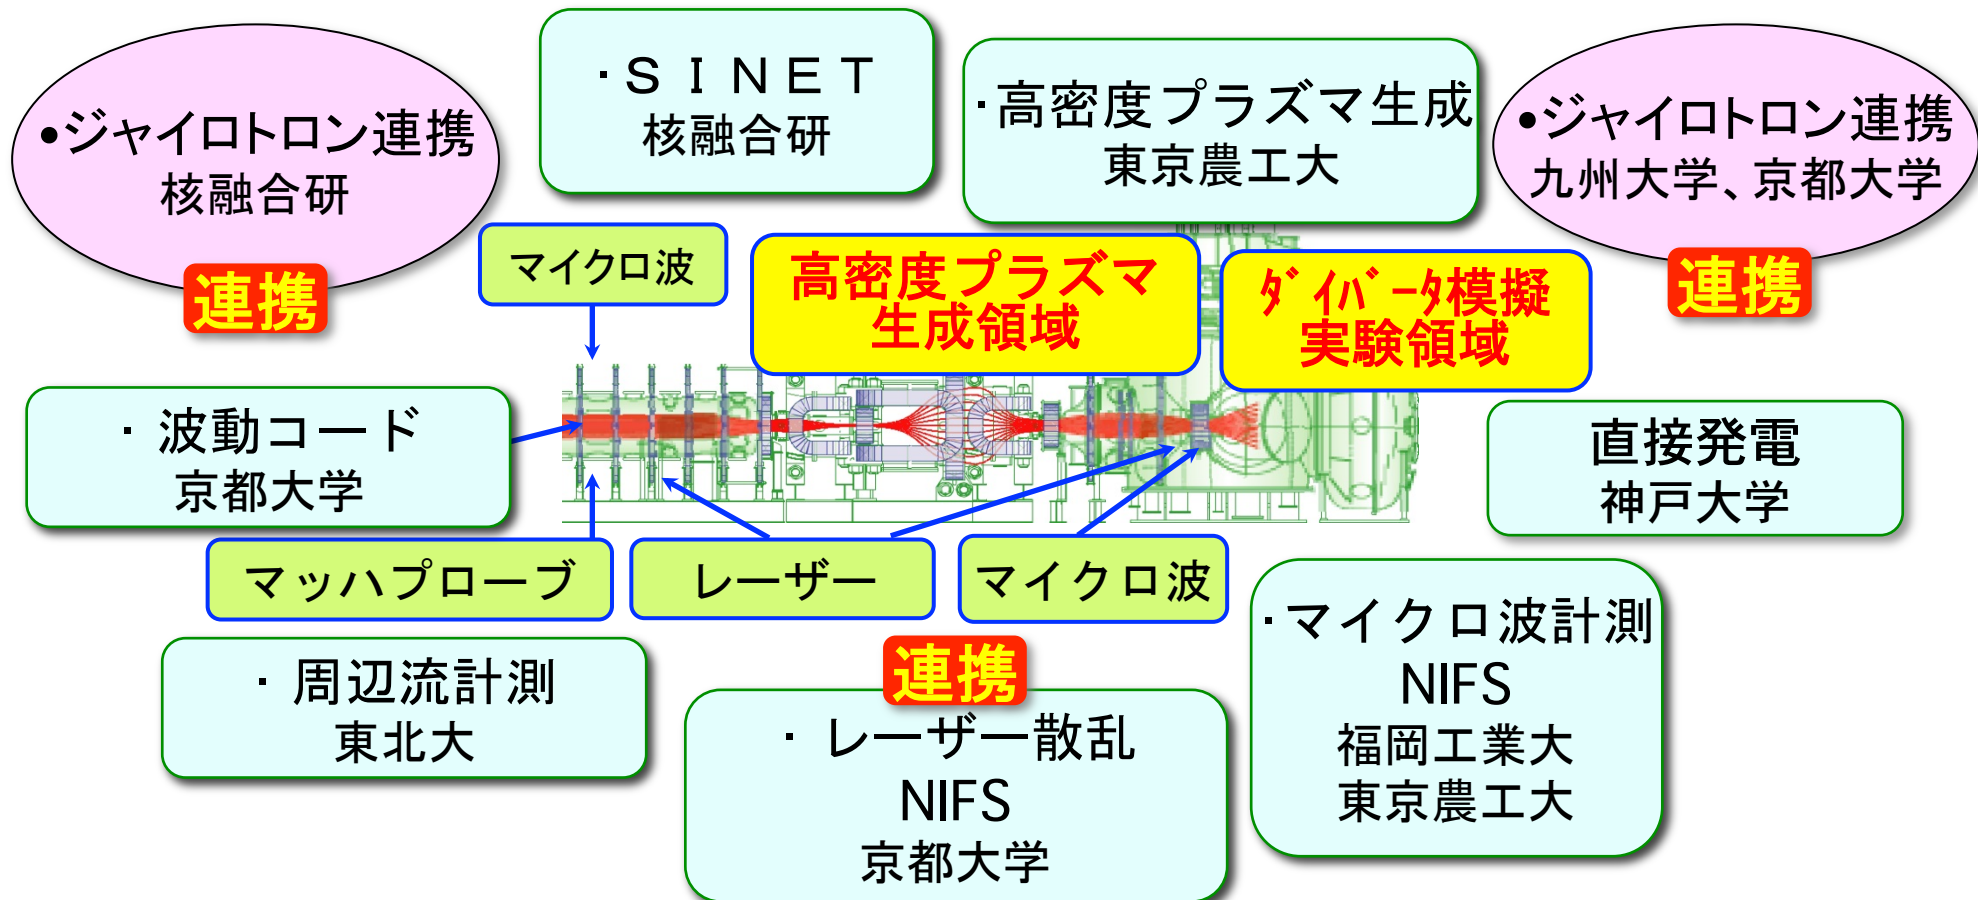 •ジャイロトロン連携
核融合研
連携
・ＳＩＮＥＴ
核融合研
・高密度プラズマ生成
東京農工大
•ジャイロトロン連携
九州大学、京都大学
連携
マイクロ波
高密度プラズマ
生成領域
ﾀﾞｲﾊﾞｰﾀ模擬
実験領域
・波動コード
京都大学
直接発電
神戸大学
マッハプローブ
レーザー
マイクロ波
・周辺流計測
東北大
連携
・レーザー散乱
NIFS
京都大学
・マイクロ波計測
NIFS
福岡工業大
東京農工大